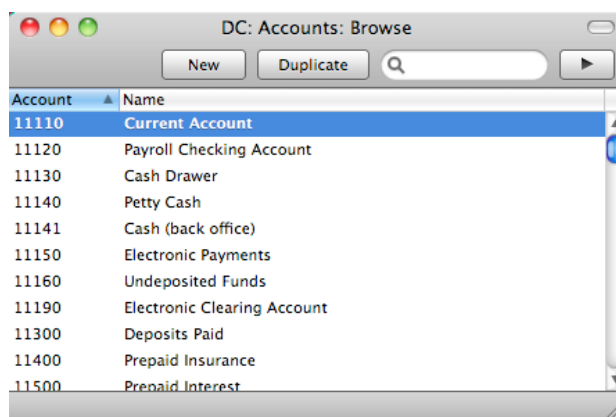 DC: Accounts: Browse
New Duplicate
Account Name
11110 Current Account
11120 Payroll Checking Account
11130 Cash Drawer
11140 Petty Cash
11141 Cash (back office)
11150 Electronic Payments
11160 Undeposited Funds
11190 Electronic Clearing Account
11300 Deposits Paid
11400 Prepaid Insurance
11500 Prepaid Interest